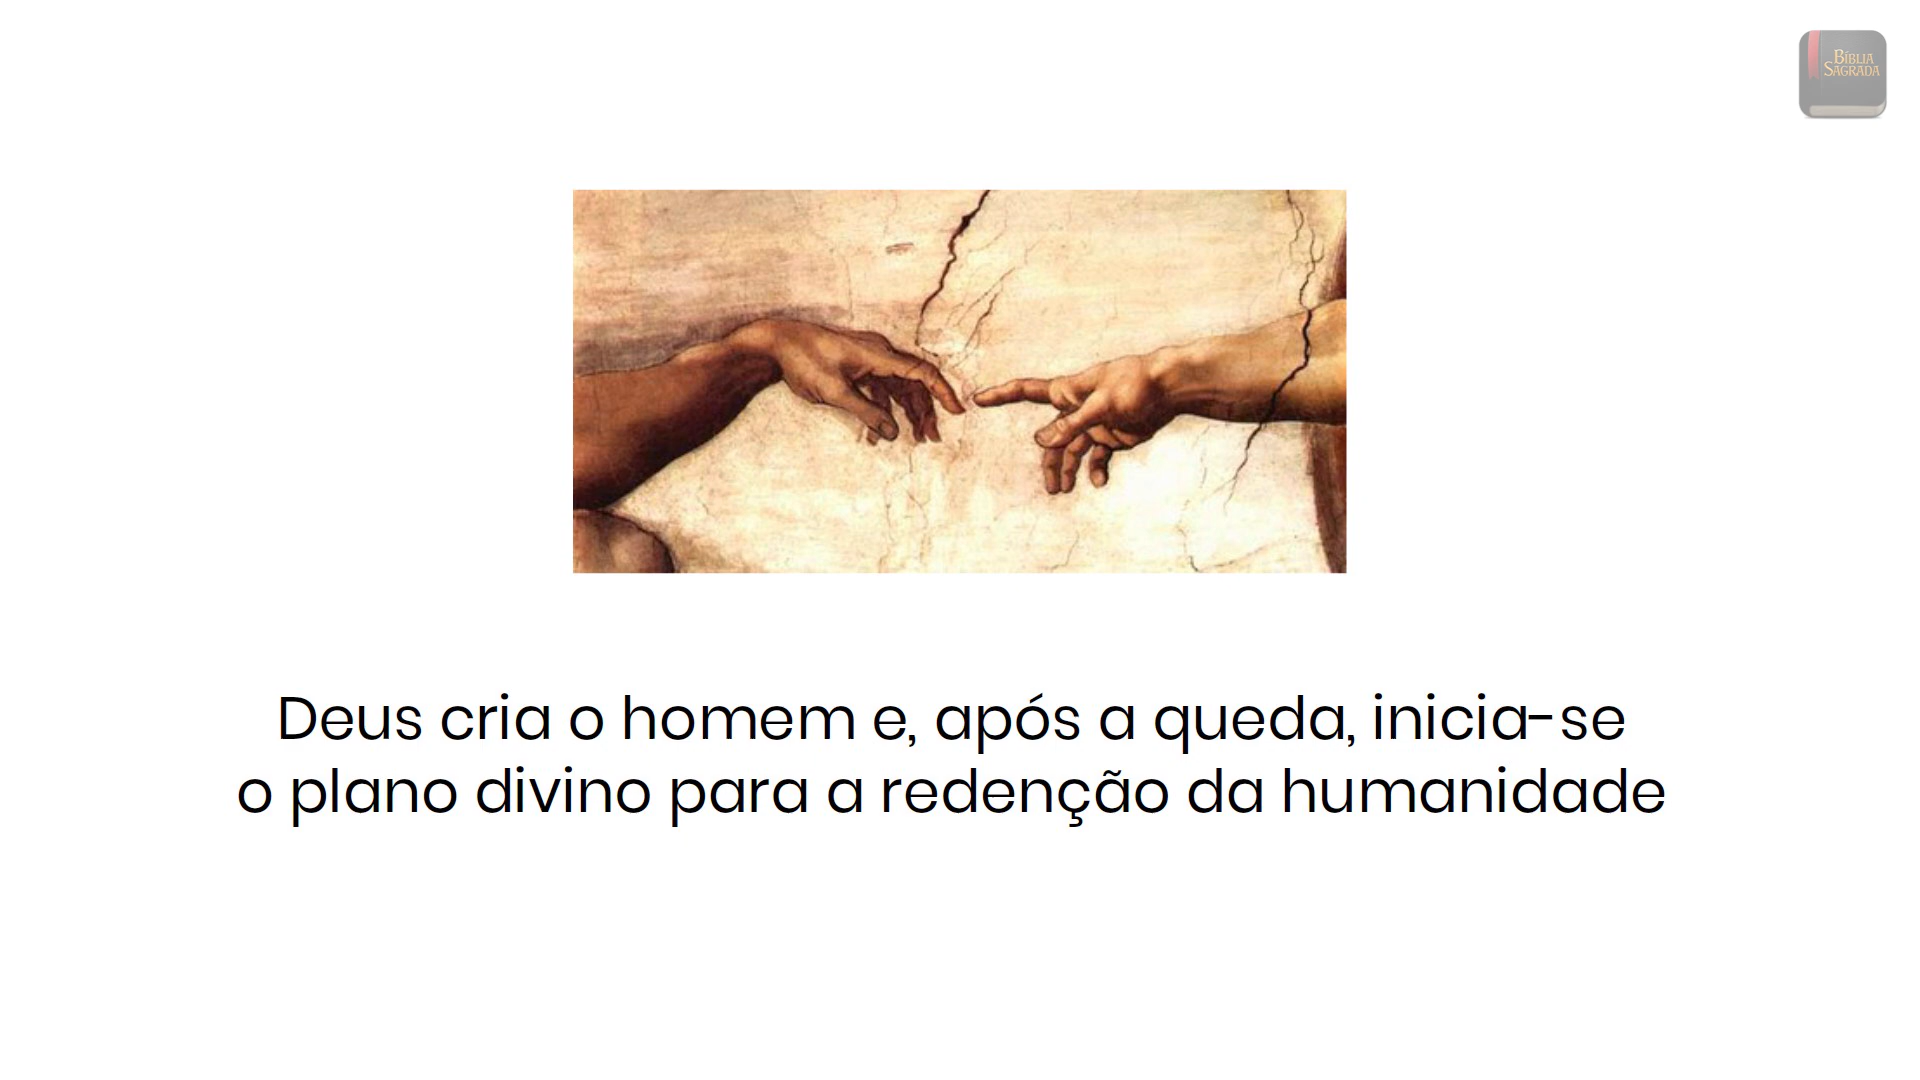 BÍBLIA
SAGRADA
Deus cria o homem e, após a queda, inicia-se
o plano divino para a redenção da humanidade